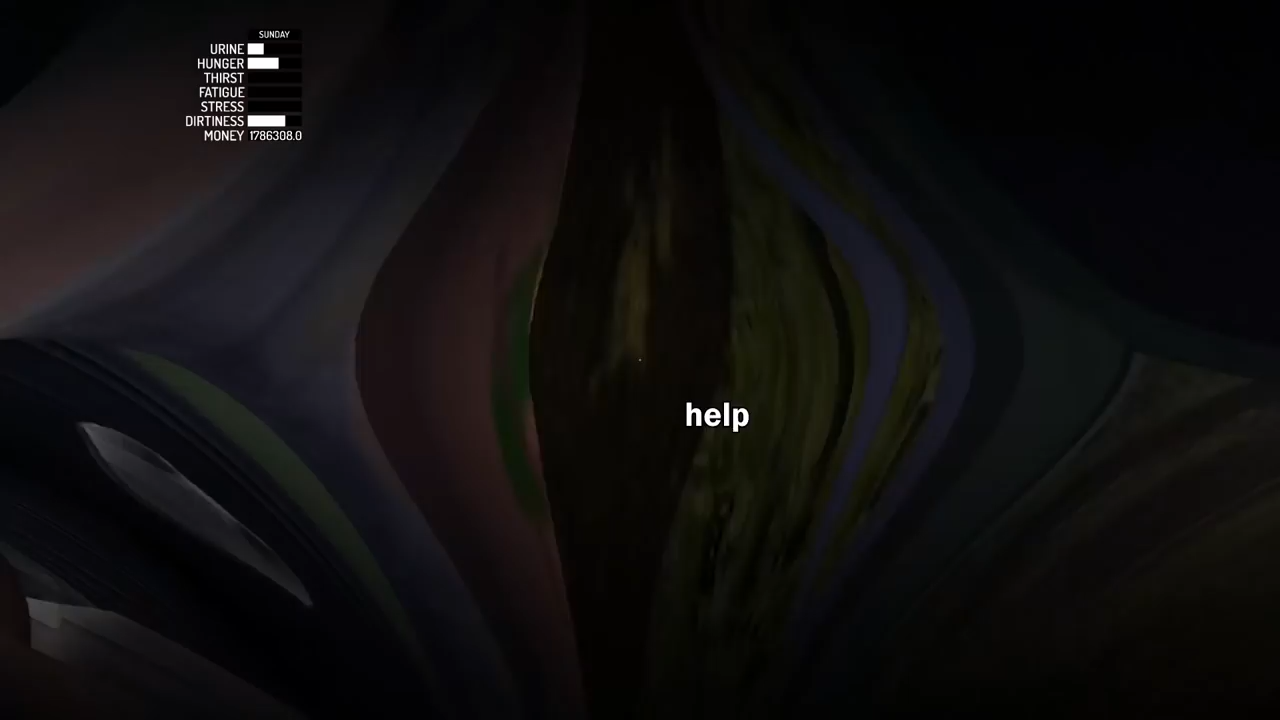 SUNDAY
URINE
HUNGER
THIRST
FATIGUE
STRESS
DIRTINESS
MONEY 1786308.0
help